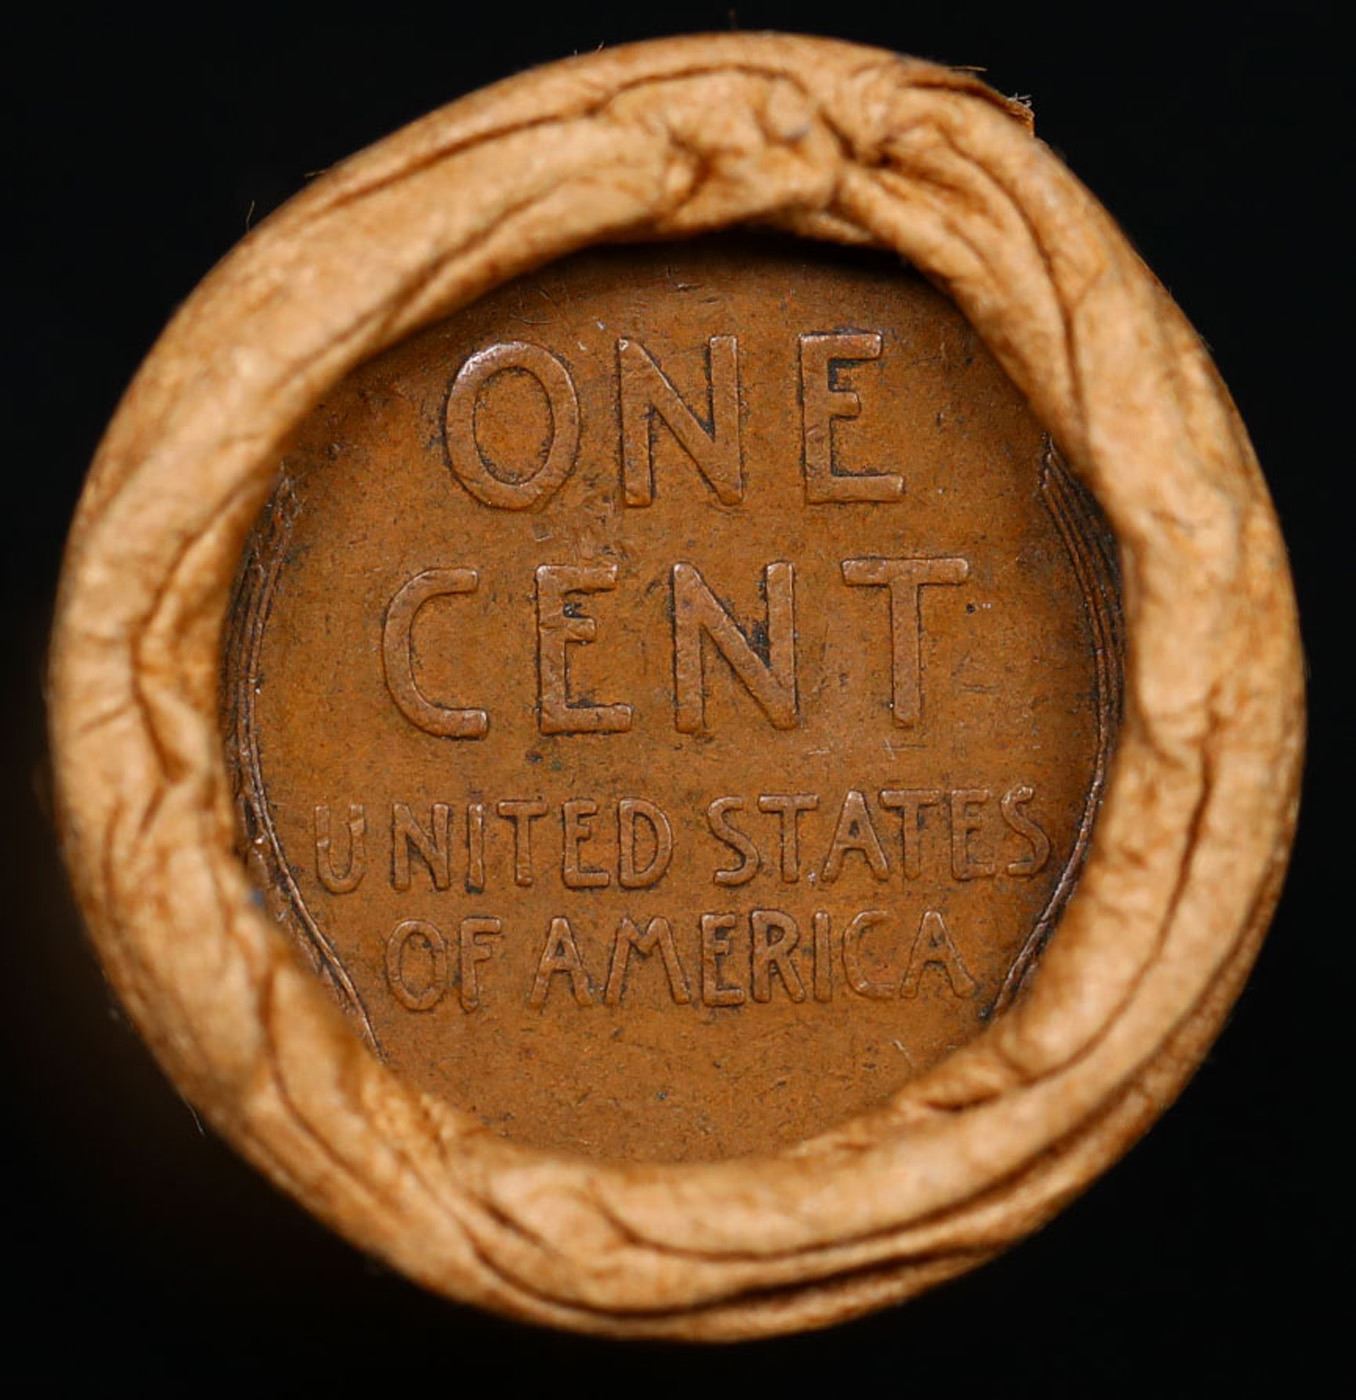 ONE
CENT
UNITED STATES
OF AMERICA